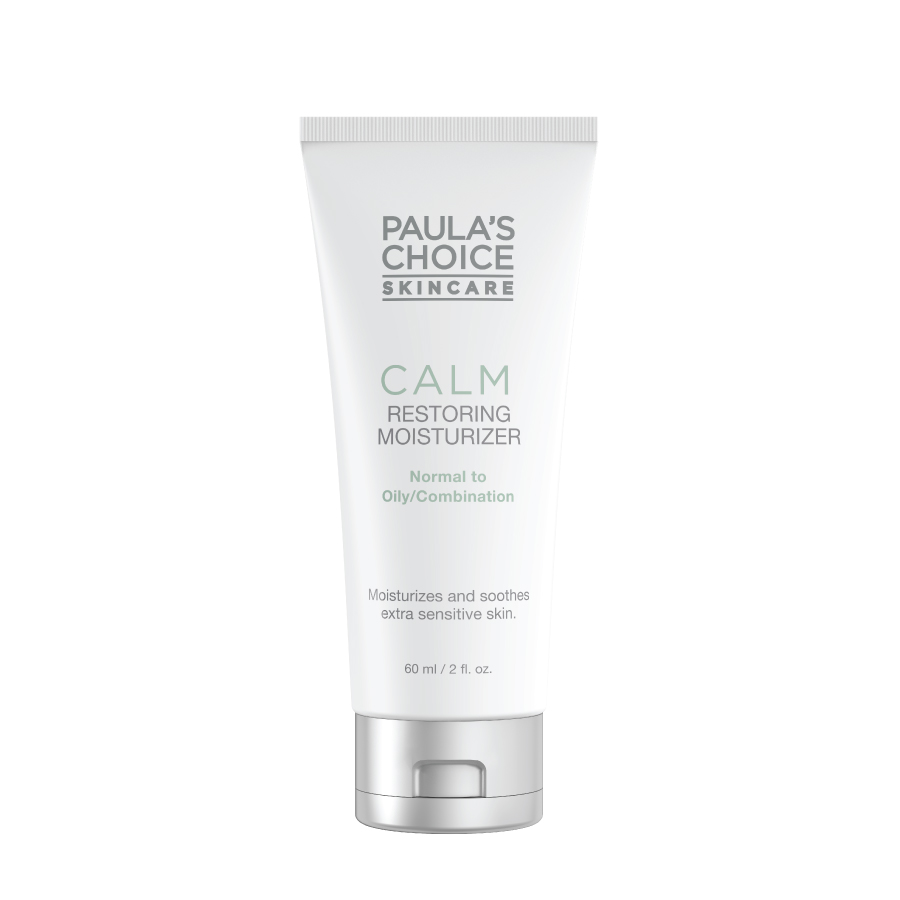 PAULA'S
CHOICE
SKINCARE
CALM
RESTORING
MOISTURIZER
Normal to
Oily/Combination
Moisturizes and soothes
extra sensitive skin.
60 ml / 2 fl. oz.